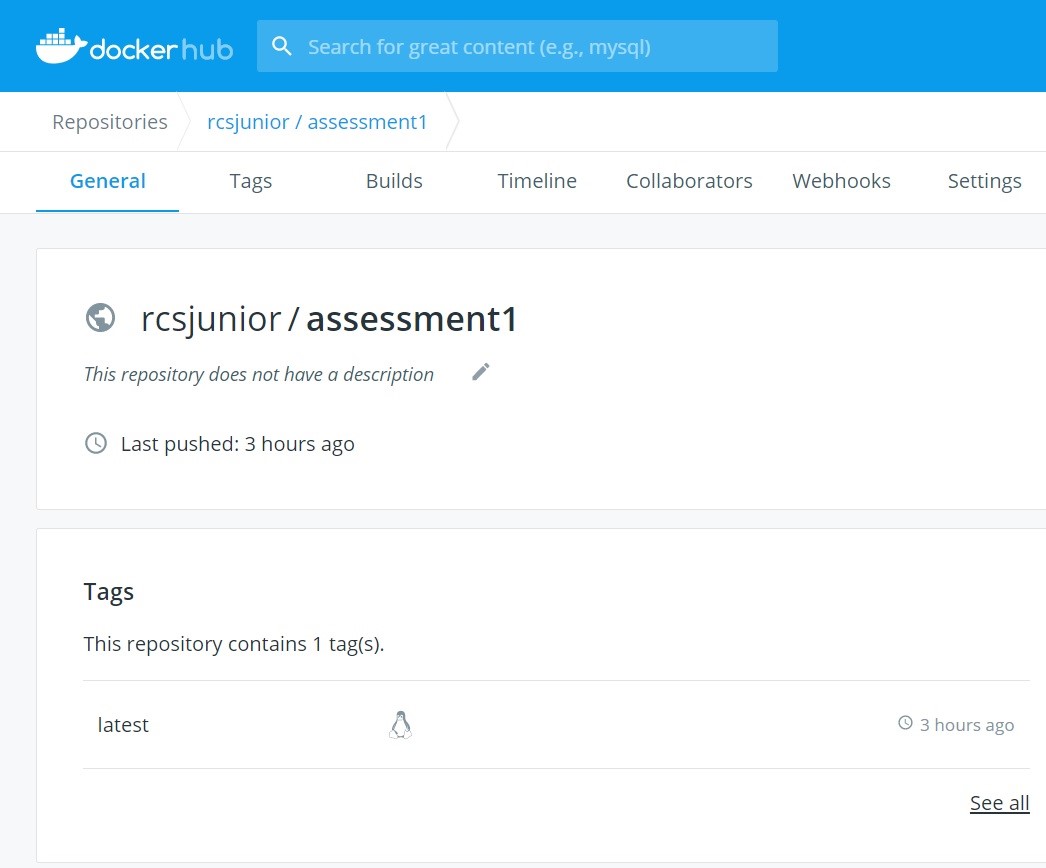 dockerhub
Search for great content (e.g., mysql)
Repositories
rcsjunior / assessment1
General
Tags
Builds
Timeline
Collaborators
Webhooks
Settings
rcsjunior / assessment1
This repository does not have a description
Last pushed: 3 hours ago
Tags
This repository contains 1 tag(s).
latest
3 hours ago
See all